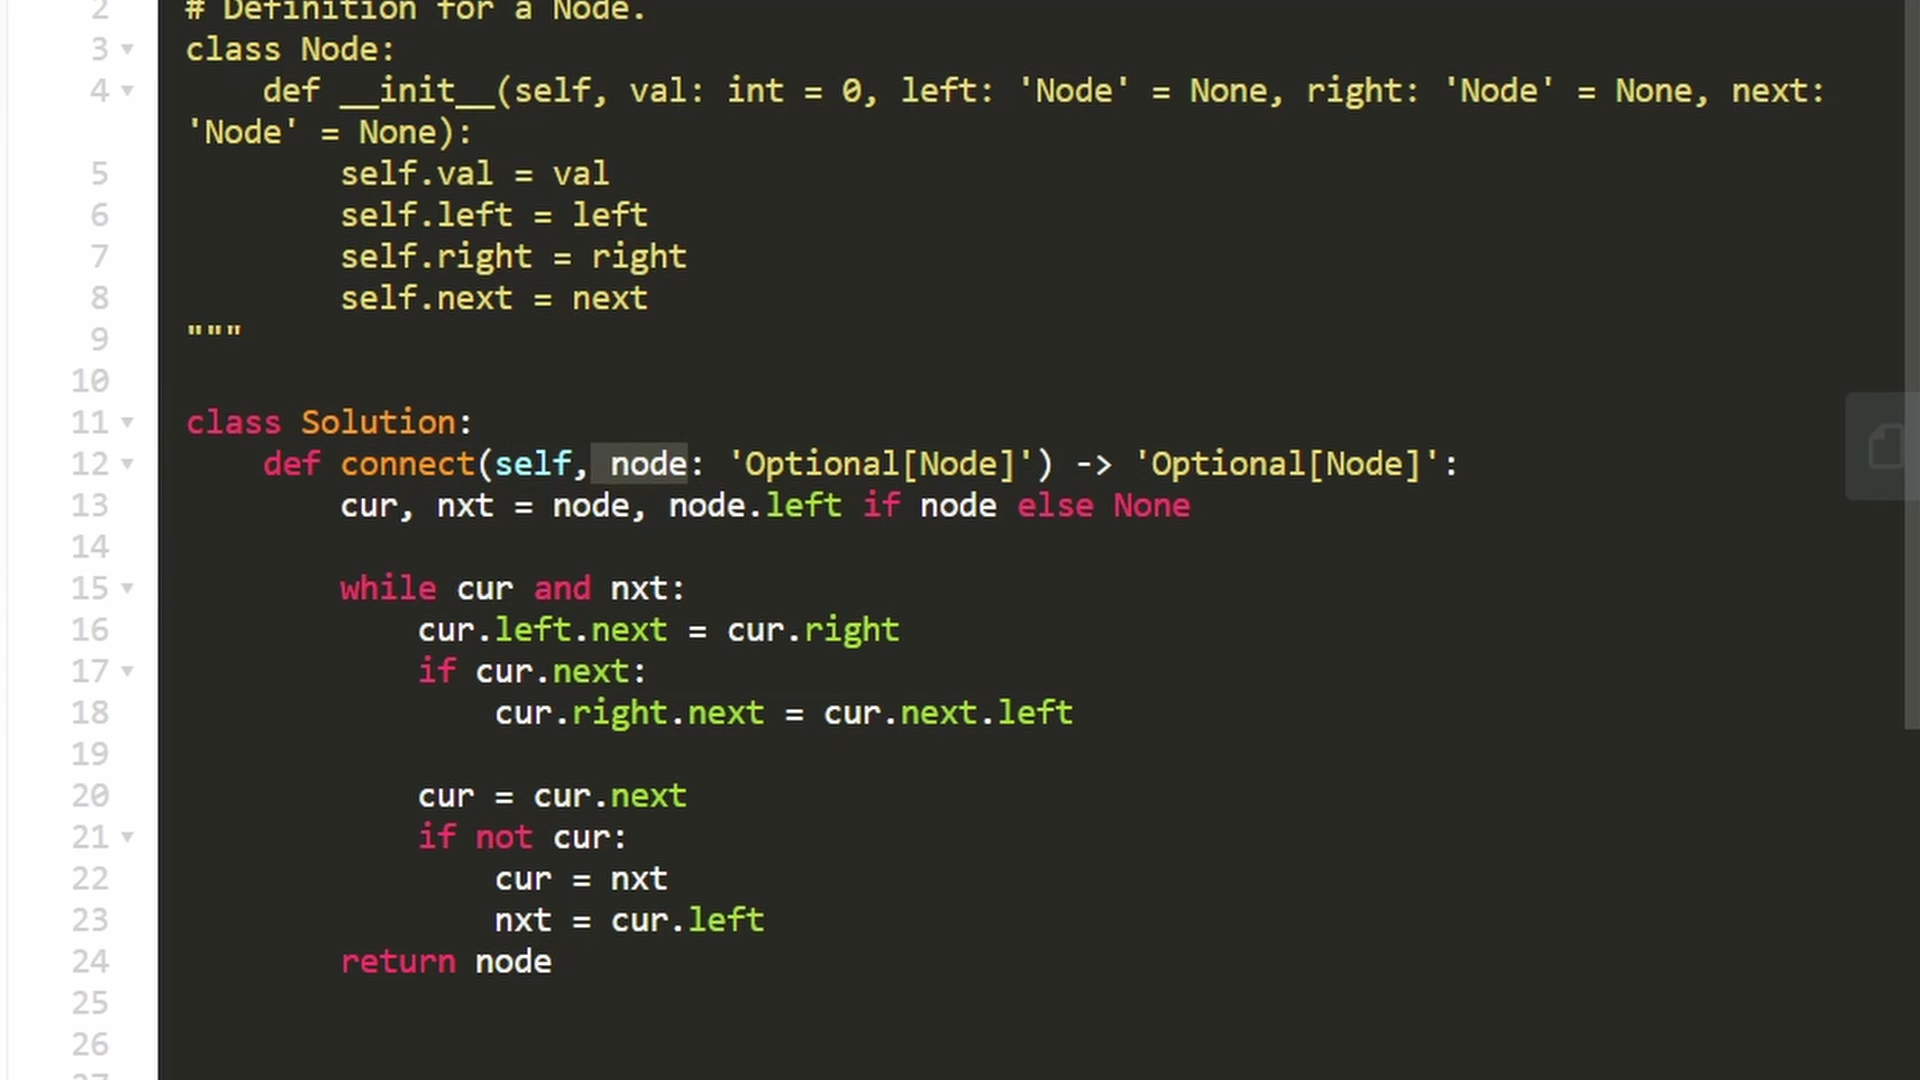 2 # Definition for a Node.
3 class Node:
4 def __init__(self, val: int = 0, left: 'Node' = None, right: 'Node' = None, next:
'Node' = None):
5 self.val = val
6 self.left = left
7 self.right = right
8 self.next = next
9 """
10
11 class Solution:
12 def connect(self, node: 'Optional[Node]') -> 'Optional[Node]':
13 cur, nxt = node, node.left if node else None
14
15 while cur and nxt:
16 cur.left.next = cur.right
17 if cur.next:
18 cur.right.next = cur.next.left
19
20 cur = cur.next
21 if not cur:
22 cur = nxt
23 nxt = cur.left
24 return node
25
26